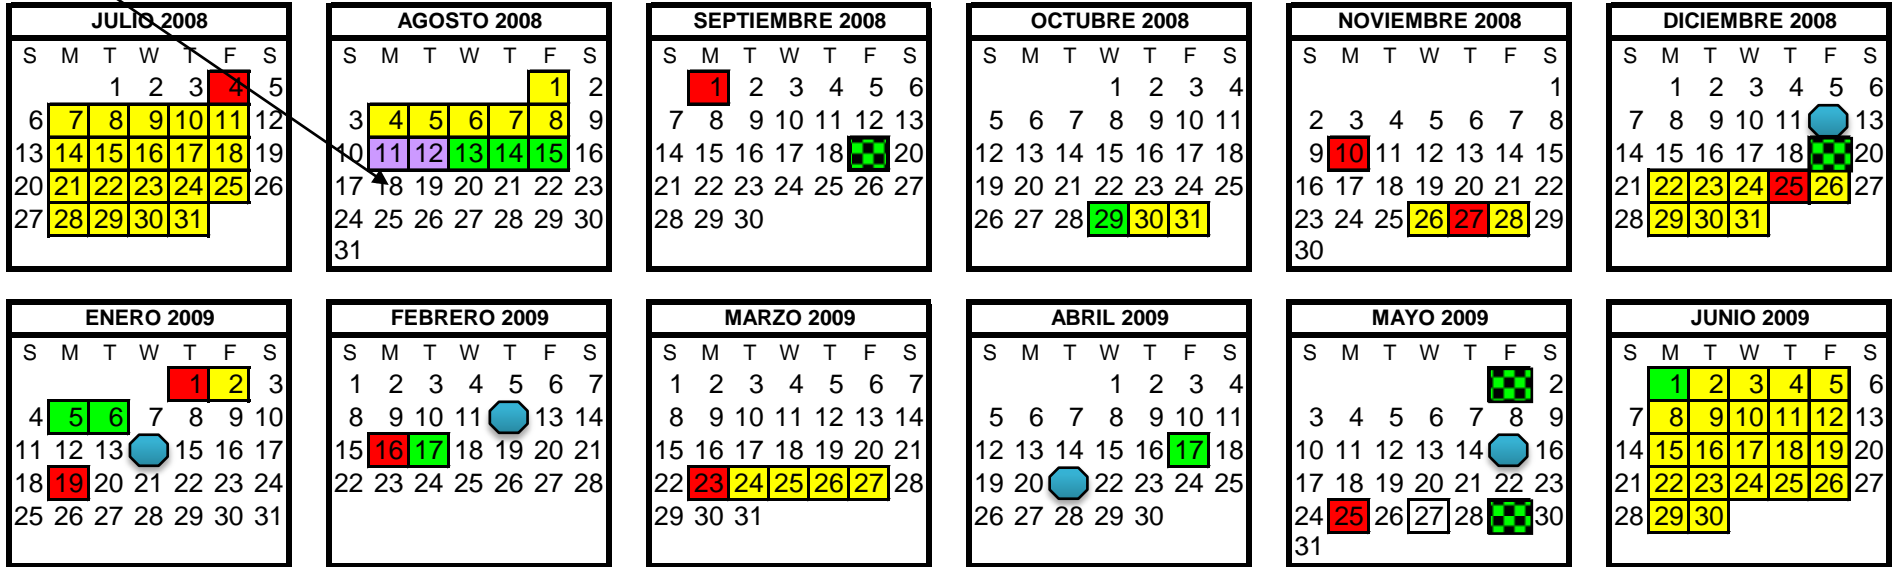 JULIO 2008
S M T W T F S
1 2 3 4 5
6 7 8 9 10 11 12
13 14 15 16 17 18 19
20 21 22 23 24 25 26
27 28 29 30 31
AGOSTO 2008
S M T W T F S
1 2
3 4 5 6 7 8 9
10 11 12 13 14 15 16
17 18 19 20 21 22 23
24 25 26 27 28 29 30
31
SEPTIEMBRE 2008
S M T W T F S
1 2 3 4 5 6
7 8 9 10 11 12 13
14 15 16 17 18 20
21 22 23 24 25 26 27
28 29 30
OCTUBRE 2008
S M T W T F S
1 2 3 4
5 6 7 8 9 10 11
12 13 14 15 16 17 18
19 20 21 22 23 24 25
26 27 28 29 30 31
NOVIEMBRE 2008
S M T W T F S
1
2 3 4 5 6 7 8
9 10 11 12 13 14 15
16 17 18 19 20 21 22
23 24 25 26 27 28 29
30
DICIEMBRE 2008
S M T W T F S
1 2 3 4 5 6
7 8 9 10 11 13
14 15 16 17 18 20
21 22 23 24 25 26 27
28 29 30 31
ENERO 2009
S M T W T F S
1 2 3
4 5 6 7 8 9 10
11 12 13 15 16 17
18 19 20 21 22 23 24
25 26 27 28 29 30 31
FEBRERO 2009
S M T W T F S
1 2 3 4 5 6 7
8 9 10 11 13 14
15 16 17 18 19 20 21
22 23 24 25 26 27 28
MARZO 2009
S M T W T F S
1 2 3 4 5 6 7
8 9 10 11 12 13 14
15 16 17 18 19 20 21
22 23 24 25 26 27 28
29 30 31
ABRIL 2009
S M T W T F S
1 2 3 4
5 6 7 8 9 10 11
12 13 14 15 16 17 18
19 20 22 23 24 25
26 27 28 29 30
MAYO 2009
S M T W T F S
2
3 4 5 6 7 8 9
10 11 12 13 14 16
17 18 19 20 21 22 23
24 25 26 27 28 30
31
JUNIO 2009
S M T W T F S
1 2 3 4 5 6
7 8 9 10 11 12 13
14 15 16 17 18 19 20
21 22 23 24 25 26 27
28 29 30